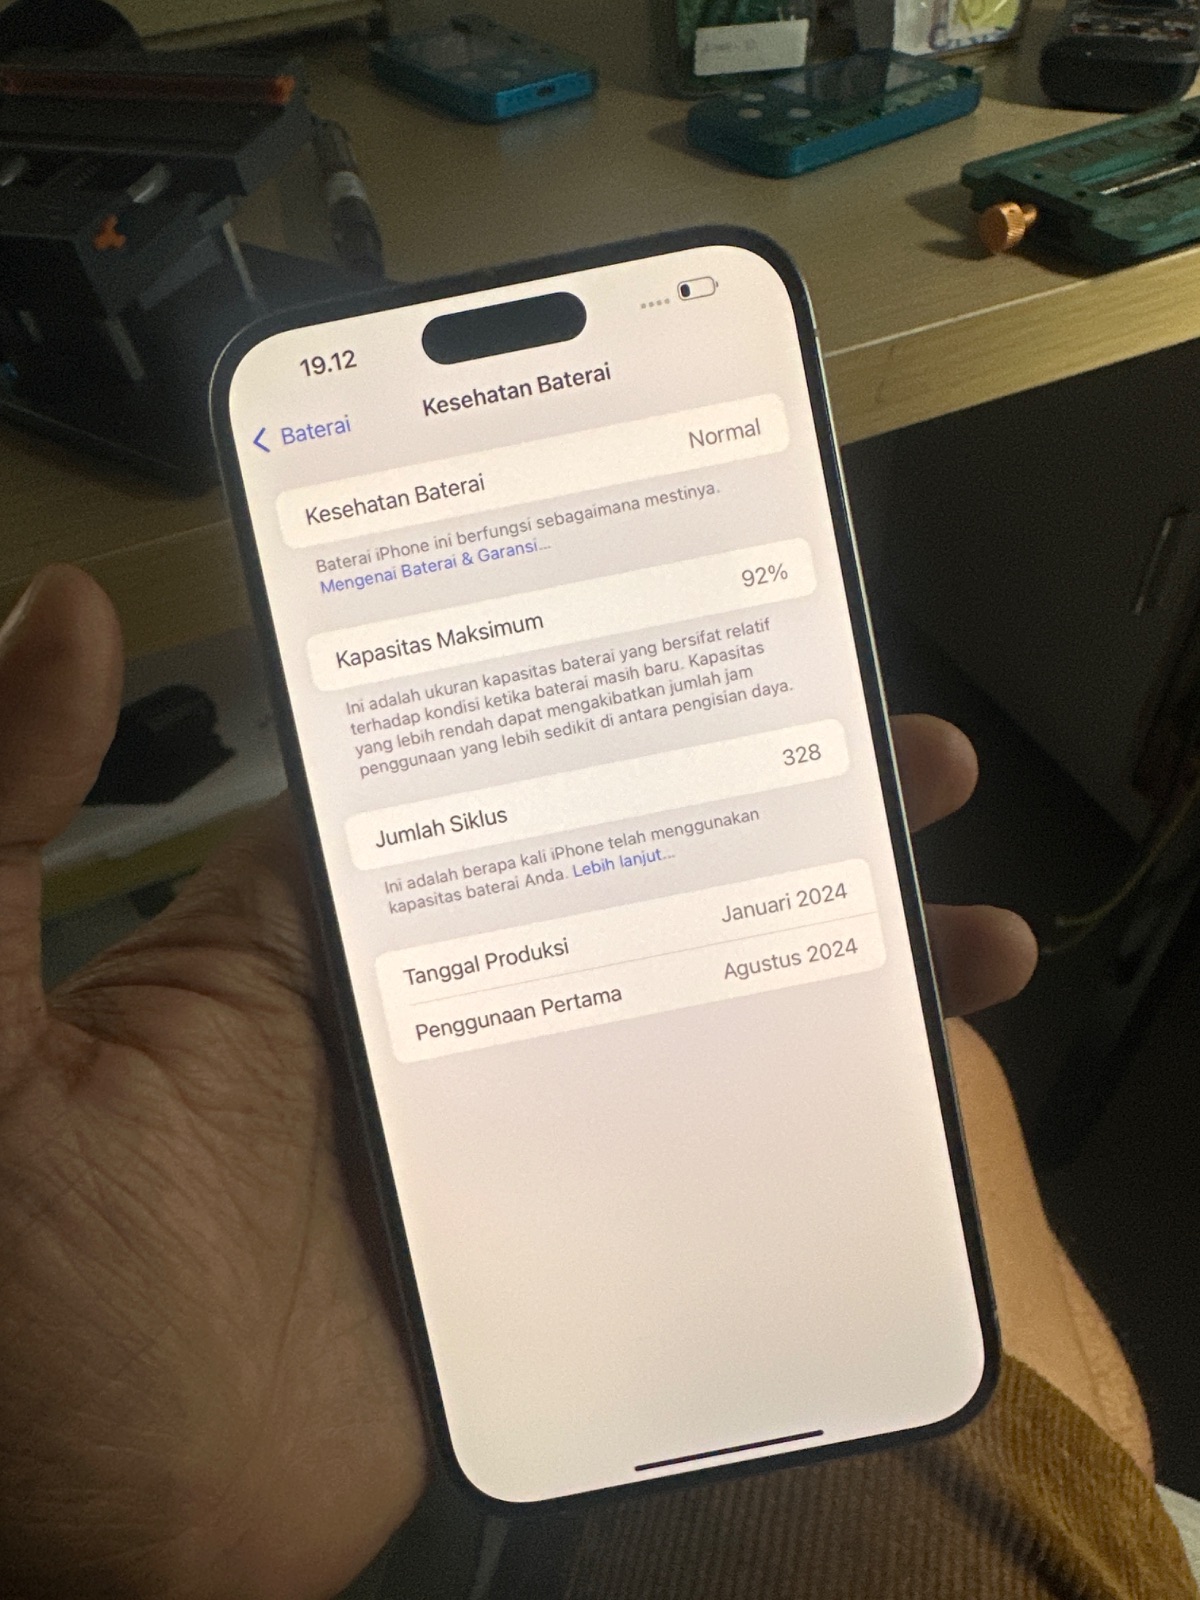 19.12
Baterai
Kesehatan Baterai
Kesehatan Baterai Normal
Baterai iPhone ini berfungsi sebagaimana mestinya.
Mengenai Baterai & Garansi...
Kapasitas Maksimum 92%
Ini adalah ukuran kapasitas baterai yang bersifat relatif
terhadap kondisi ketika baterai masih baru. Kapasitas
yang lebih rendah dapat mengakibatkan jumlah jam
penggunaan yang lebih sedikit di antara pengisian daya.
Jumlah Siklus 328
Ini adalah berapa kali iPhone telah menggunakan
kapasitas baterai Anda. Lebih lanjut...
Tanggal Produksi Januari 2024
Penggunaan Pertama Agustus 2024